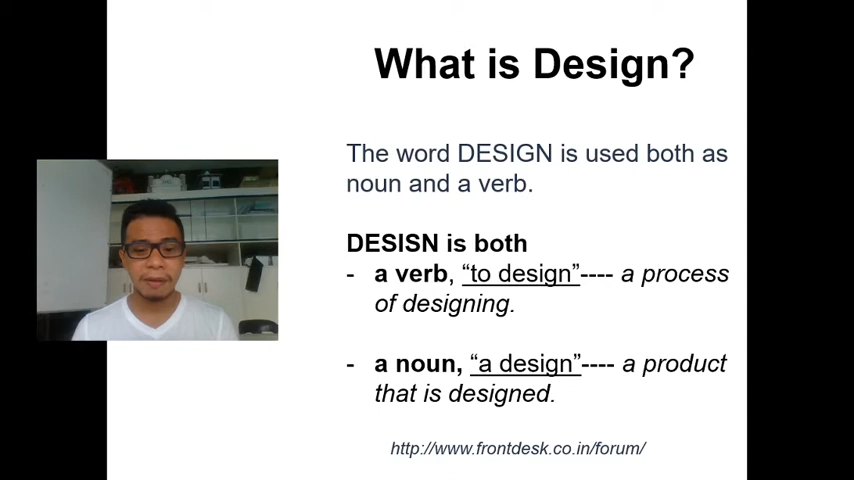 What is Design?
The word DESIGN is used both as
noun and a verb.
DESISN is both
- a verb, “to design”---- a process
of designing.
- a noun, “a design”---- a product
that is designed.
http://www.frontdesk.co.in/forum/